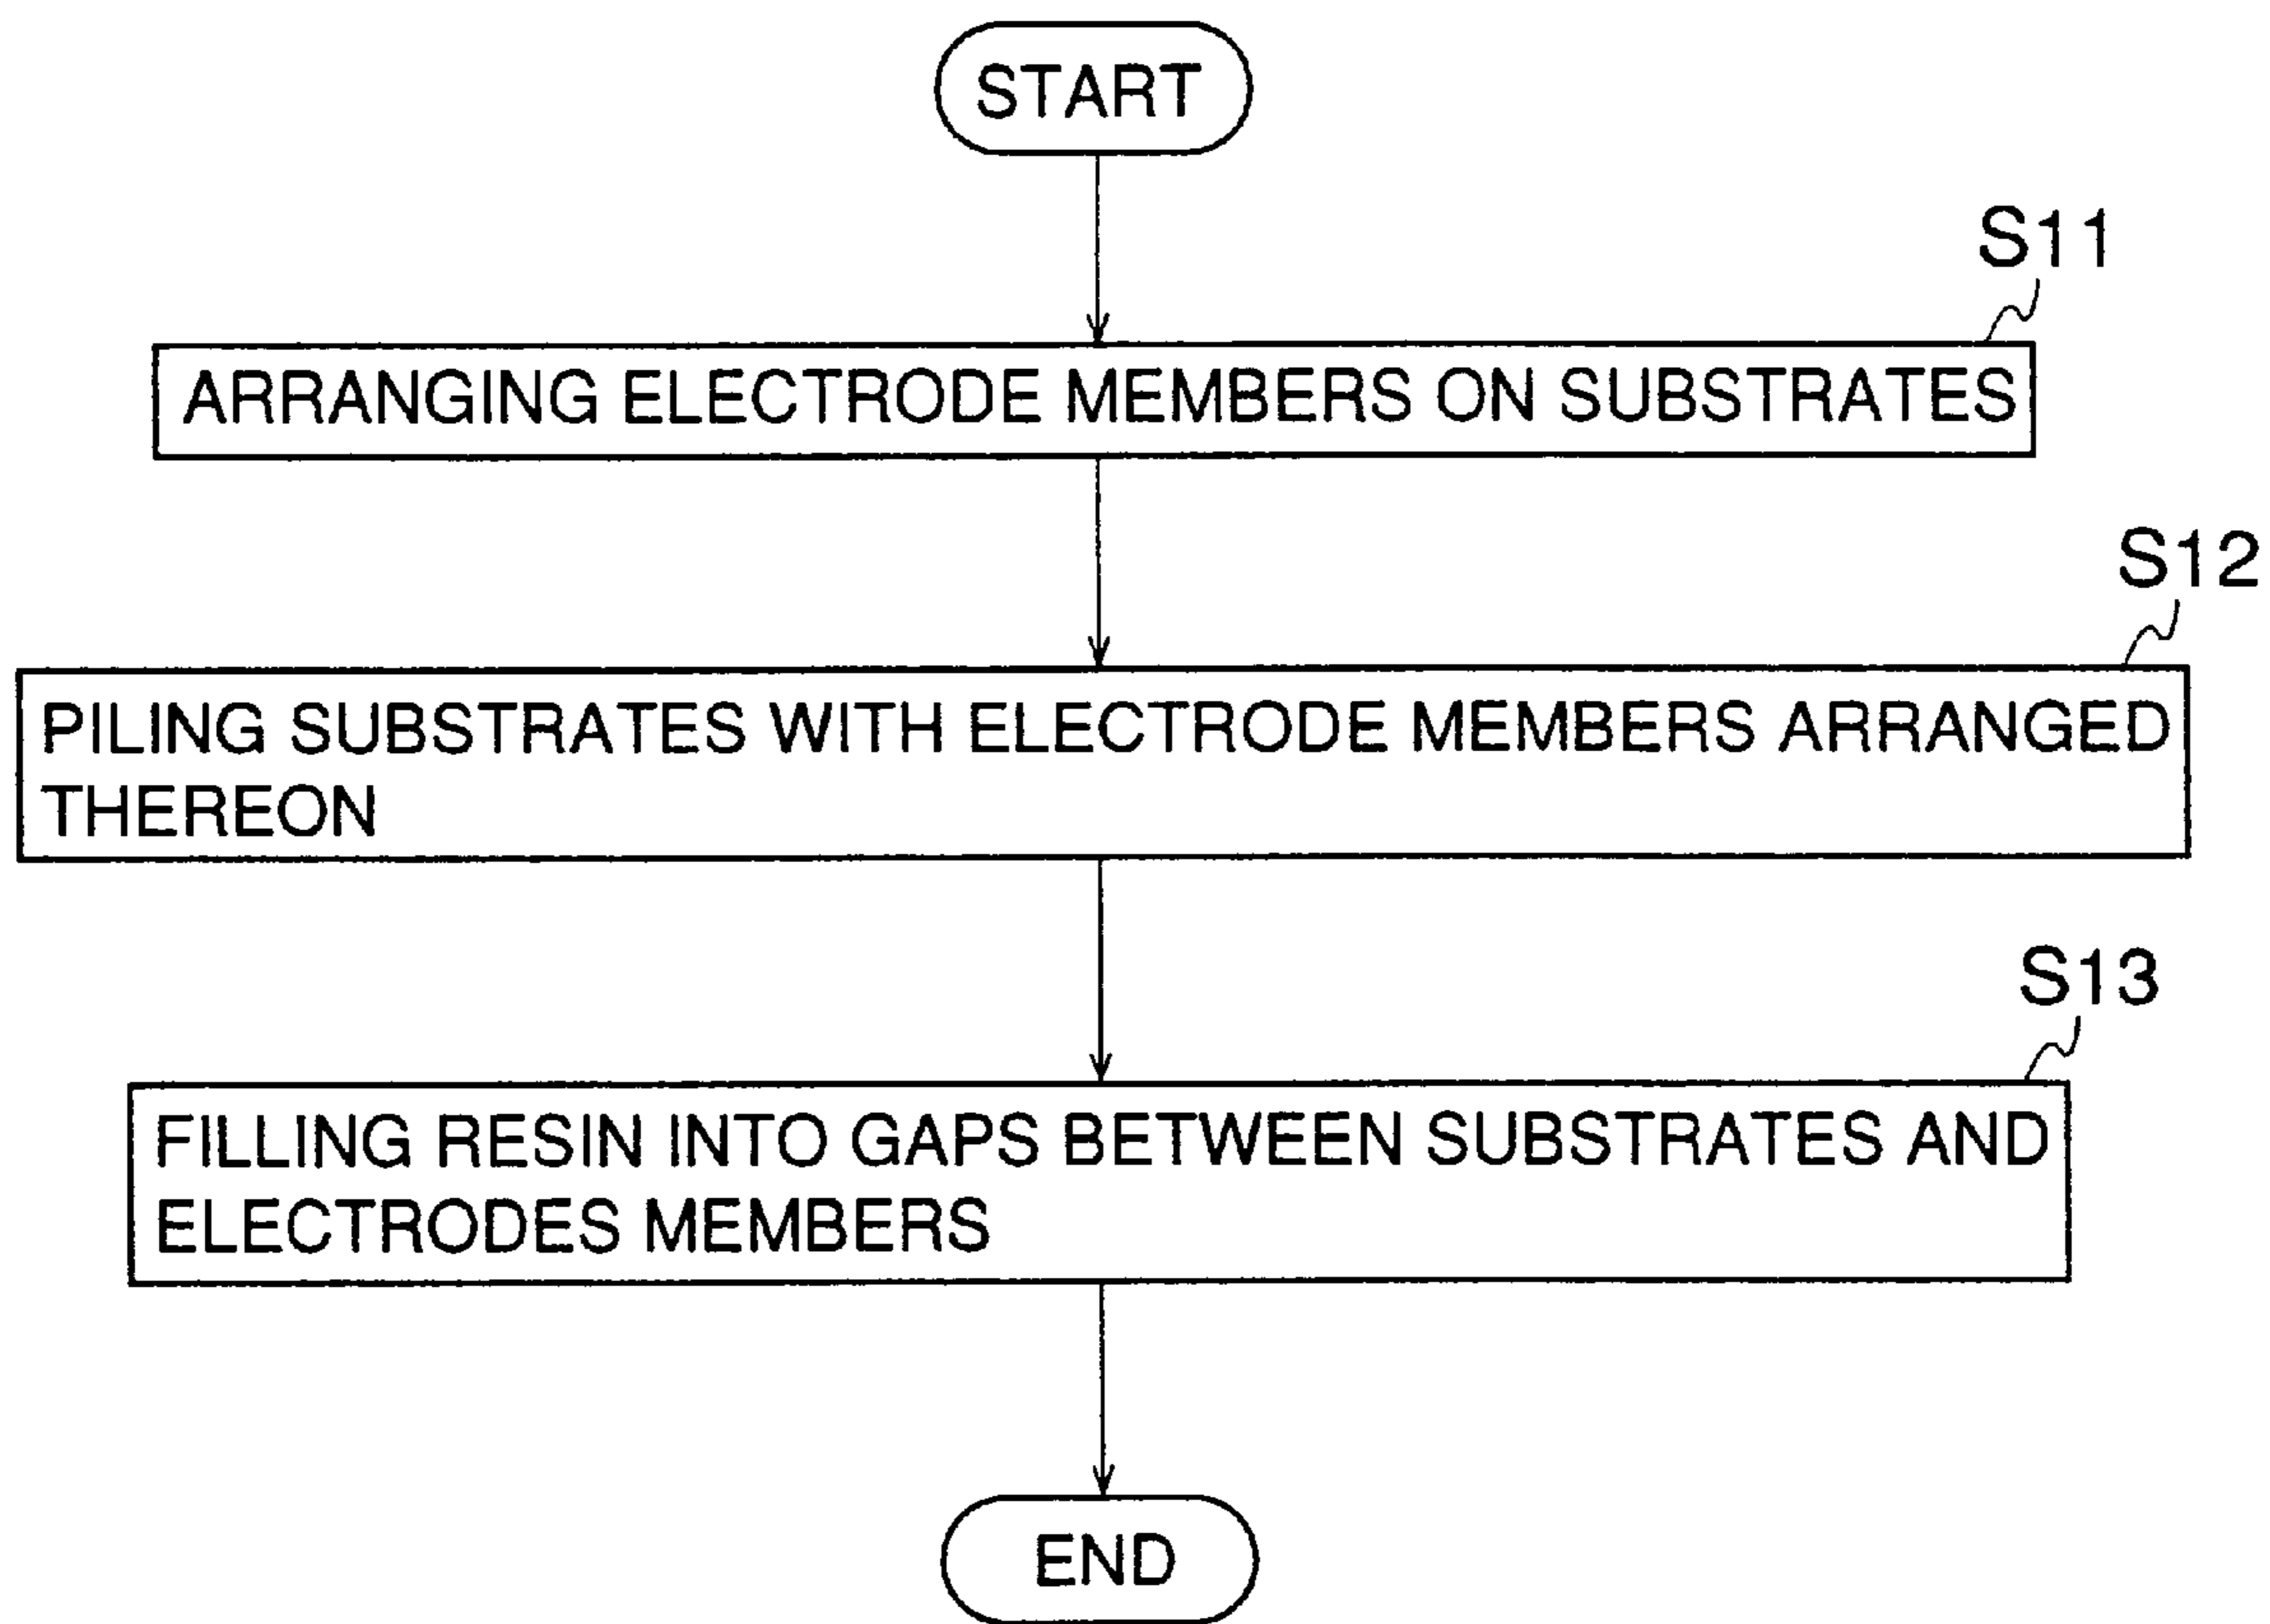 START
S11
ARRANGING ELECTRODE MEMBERS ON SUBSTRATES
S12
PILING SUBSTRATES WITH ELECTRODE MEMBERS ARRANGED
THEREON
S13
FILLING RESIN INTO GAPS BETWEEN SUBSTRATES AND
ELECTRODES MEMBERS
END